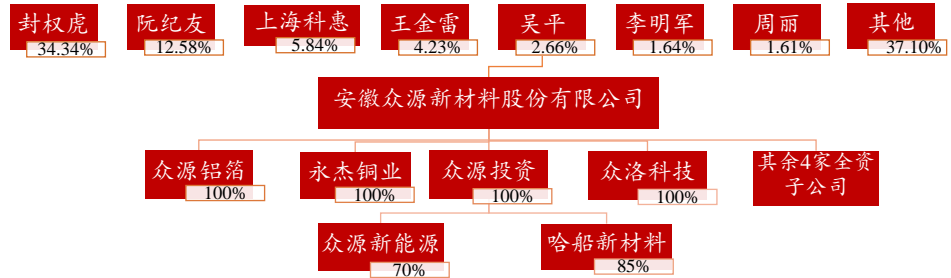 封权虎
34.34%
阮纪友
12.58%
上海科惠
5.84%
王金雷
4.23%
吴平
2.66%
李明军
1.64%
周丽
1.61%
其他
37.10%
安徽众源新材料股份有限公司
众源铝箔
100%
永杰铜业
100%
众源投资
100%
众洛科技
100%
其余4家全资
子公司
众源新能源
70%
哈船新材料
85%